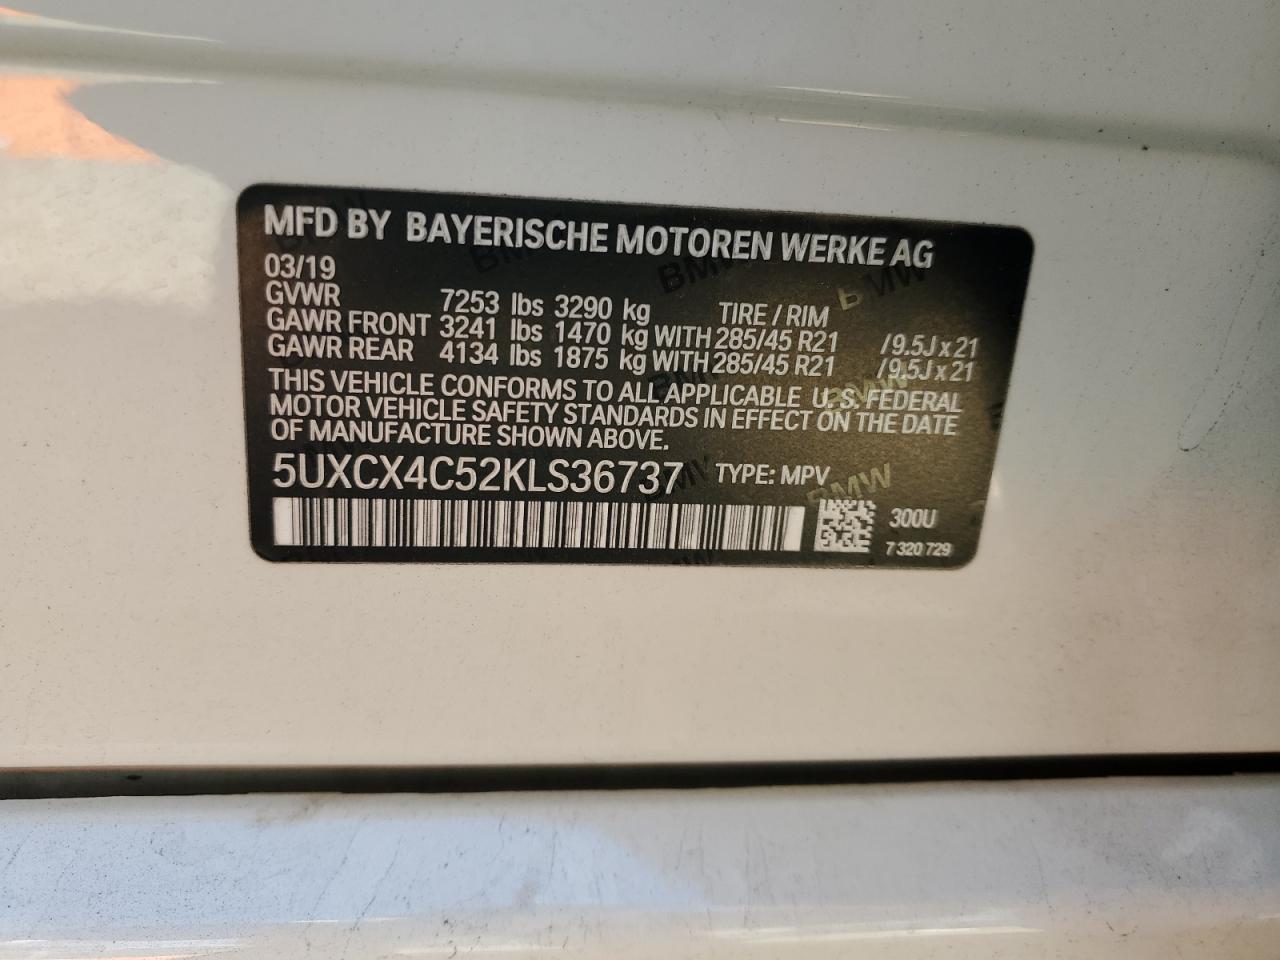 MFD BY BAYERISCHE MOTOREN WERKE AG
03/19
GVWR 7253 lbs 3290 kg TIRE / RIM
GAWR FRONT 3241 lbs 1470 kg WITH 285/45 R21 /9.5J x 21
GAWR REAR 4134 lbs 1875 kg WITH 285/45 R21 /9.5J x 21
THIS VEHICLE CONFORMS TO ALL APPLICABLE U.S. FEDERAL
MOTOR VEHICLE SAFETY STANDARDS IN EFFECT ON THE DATE
OF MANUFACTURE SHOWN ABOVE.
5UXCX4C52KLS36737 TYPE: MPV
300U
7 320 729